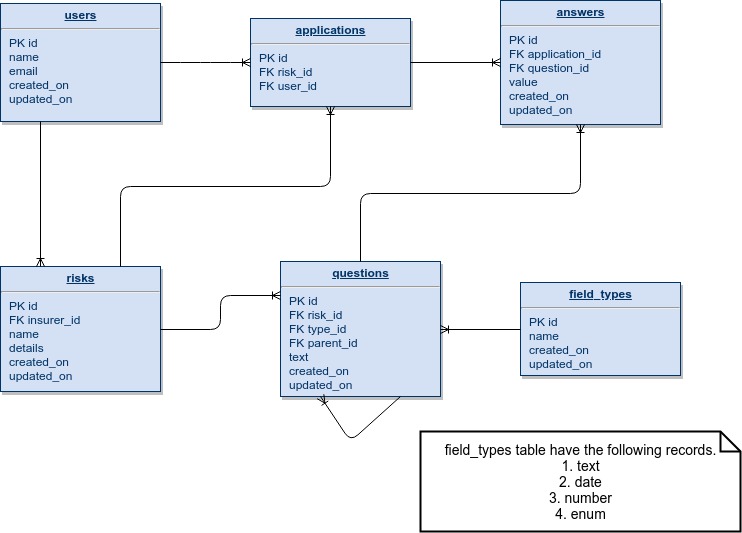 users
PK id
name
email
created_on
updated_on
applications
PK id
FK risk_id
FK user_id
answers
PK id
FK application_id
FK question_id
value
created_on
updated_on
risks
PK id
FK insurer_id
name
details
created_on
updated_on
questions
PK id
FK risk_id
FK type_id
FK parent_id
text
created_on
updated_on
field_types
PK id
name
created_on
updated_on
field_types table have the following records.
1. text
2. date
3. number
4. enum